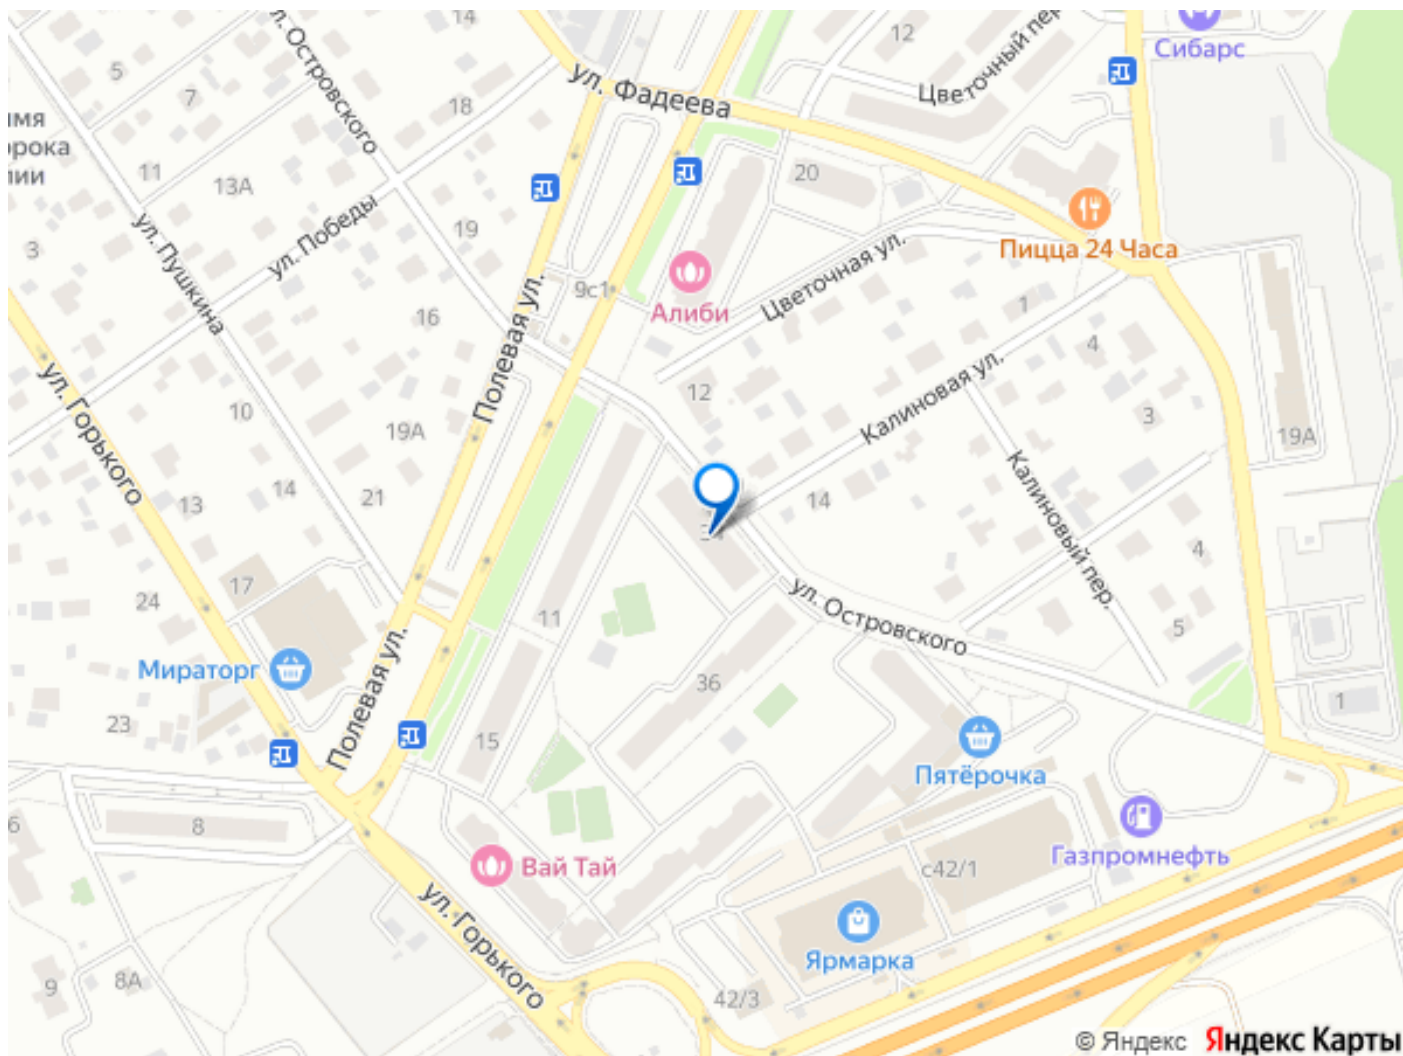 14
ул. Островского
5
7
18
11
13А
3
ул. Пушкина
ул. Победы
19
16
ул. Горького
10
19А
13
14
21
24
17
Мираторг
23
Полевая ул.
Полевая ул.
ул. Фадеева
12
Цветочный пер
Сибарс
20
Пицца 24 Часа
9с1
Алиби
Цветочная ул.
1
4
3
19А
12
Калиновая ул.
Калиновый пер.
14
4
5
1
ул. Островского
11
36
15
Пятёрочка
Газпромнефть
с42/1
Ярмарка
42/3
Вай Тай
8
ул. Горького
9
8А
© Яндекс Яндекс Карты